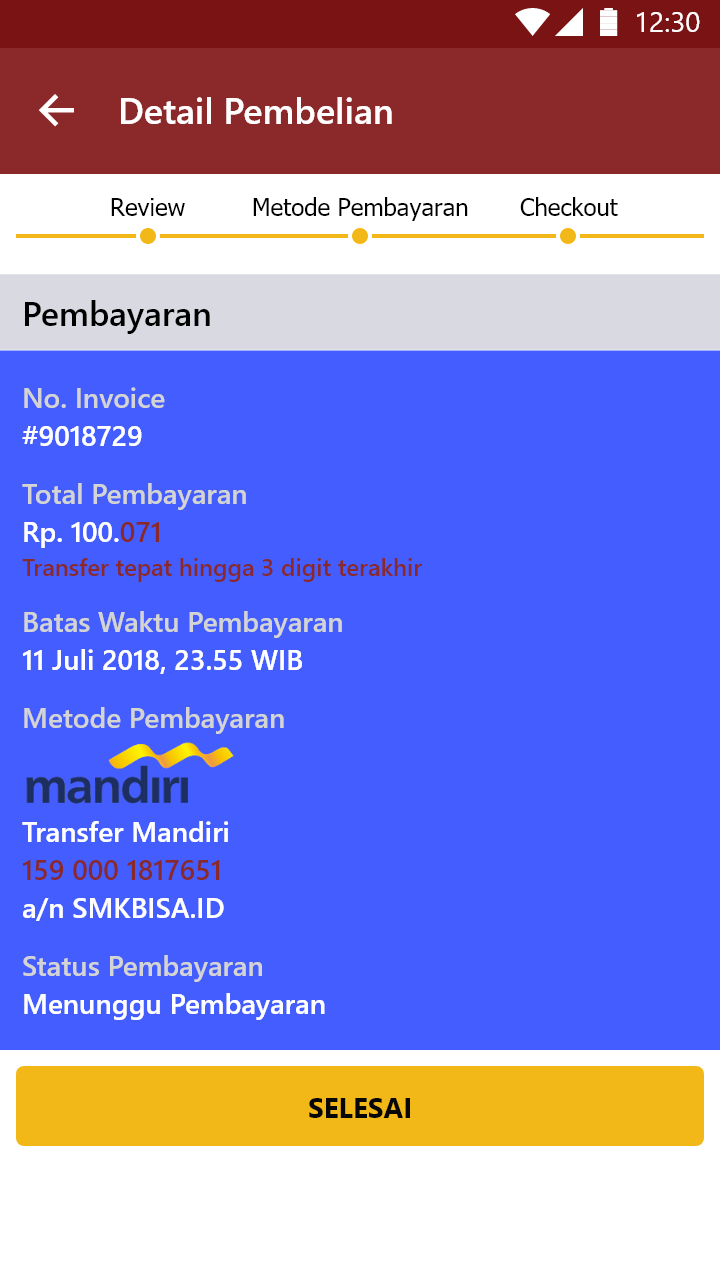 12:30
Detail Pembelian
Review Metode Pembayaran Checkout
Pembayaran
No. Invoice
#9018729
Total Pembayaran
Rp. 100.071
Transfer tepat hingga 3 digit terakhir
Batas Waktu Pembayaran
11 Juli 2018, 23.55 WIB
Metode Pembayaran
mandırı
Transfer Mandiri
159 000 1817651
a/n SMKBISA.ID
Status Pembayaran
Menunggu Pembayaran
SELESAI